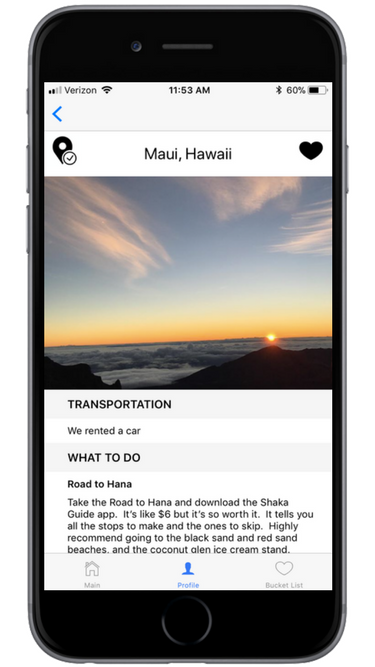 Verizon 11:53 AM 60%
Maui, Hawaii
TRANSPORTATION
We rented a car
WHAT TO DO
Road to Hana
Take the Road to Hana and download the Shaka
Guide app.  It's like $6 but it's so worth it.  It tells you
all the stops to make and the ones to skip.  Highly
recommend going to the black sand and red sand
beaches, and the coconut glen ice cream stand.
Main Profile Bucket List